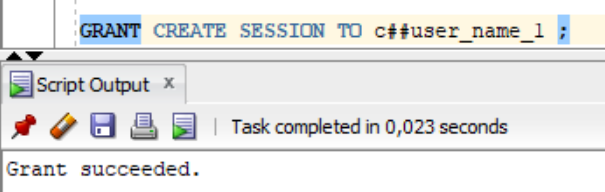 GRANT CREATE SESSION TO c##user_name_1 ;
Script Output x
Task completed in 0,023 seconds
Grant succeeded.